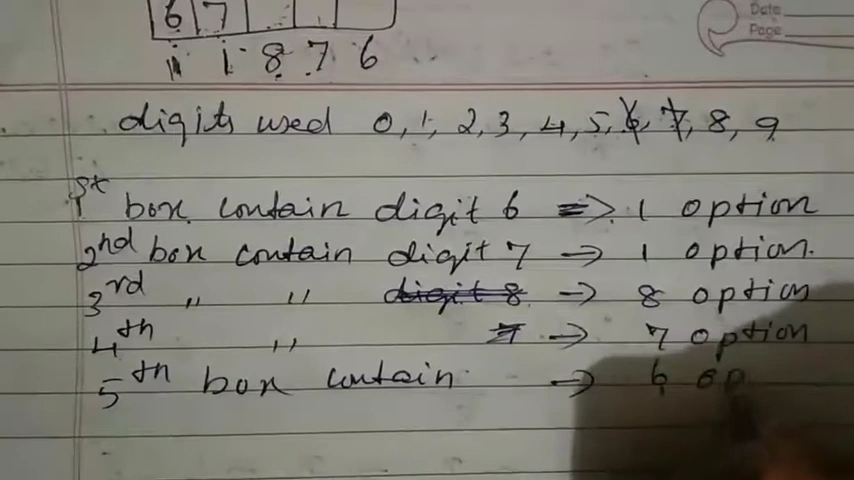 6 7
1 1 8 7 6
Date
Page
digits used 0, 1, 2, 3, 4, 5, 6, 7, 8, 9
1st box contain digit 6 => 1 option
2nd box contain digit 7 → 1 option.
3rd " " digit 8 → 8 option
4th " 7 → 7 option
5th box contain → 6 op